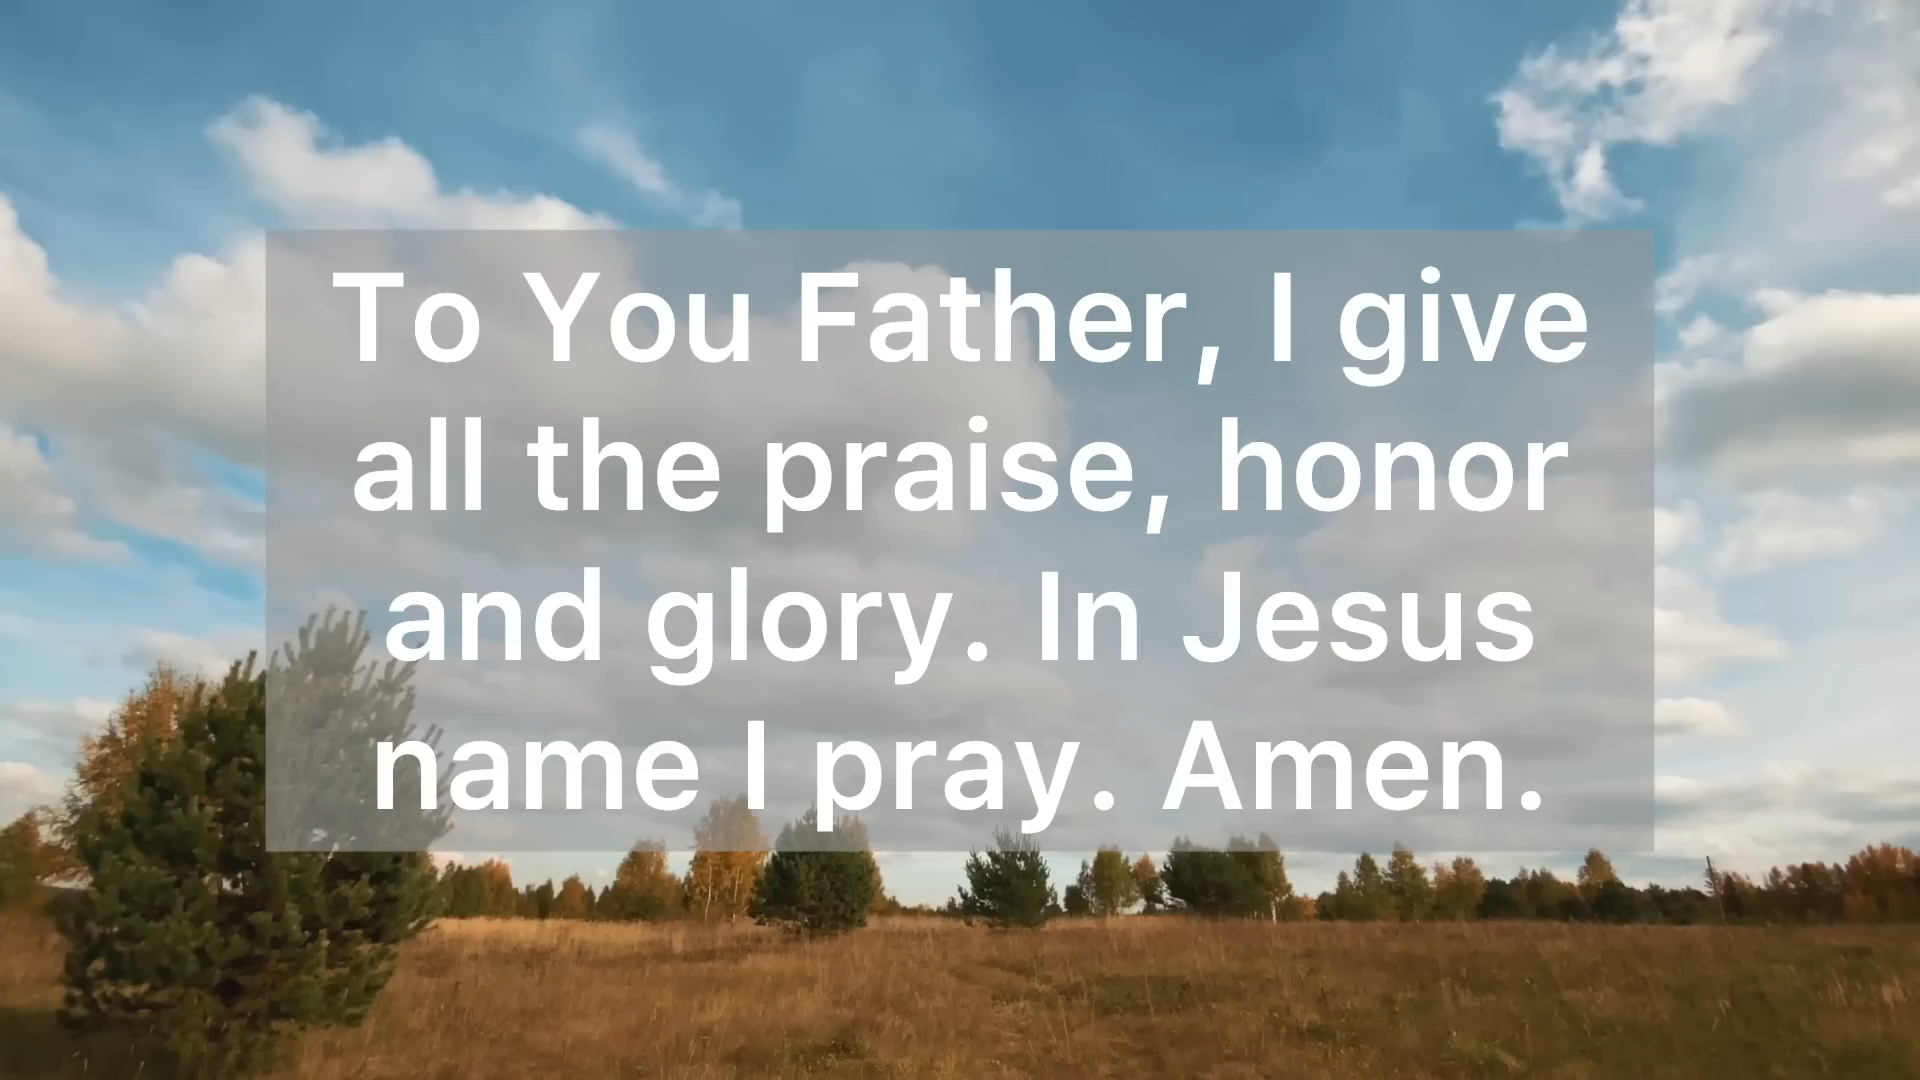 To You Father, I give
all the praise, honor
and glory. In Jesus
name I pray. Amen.